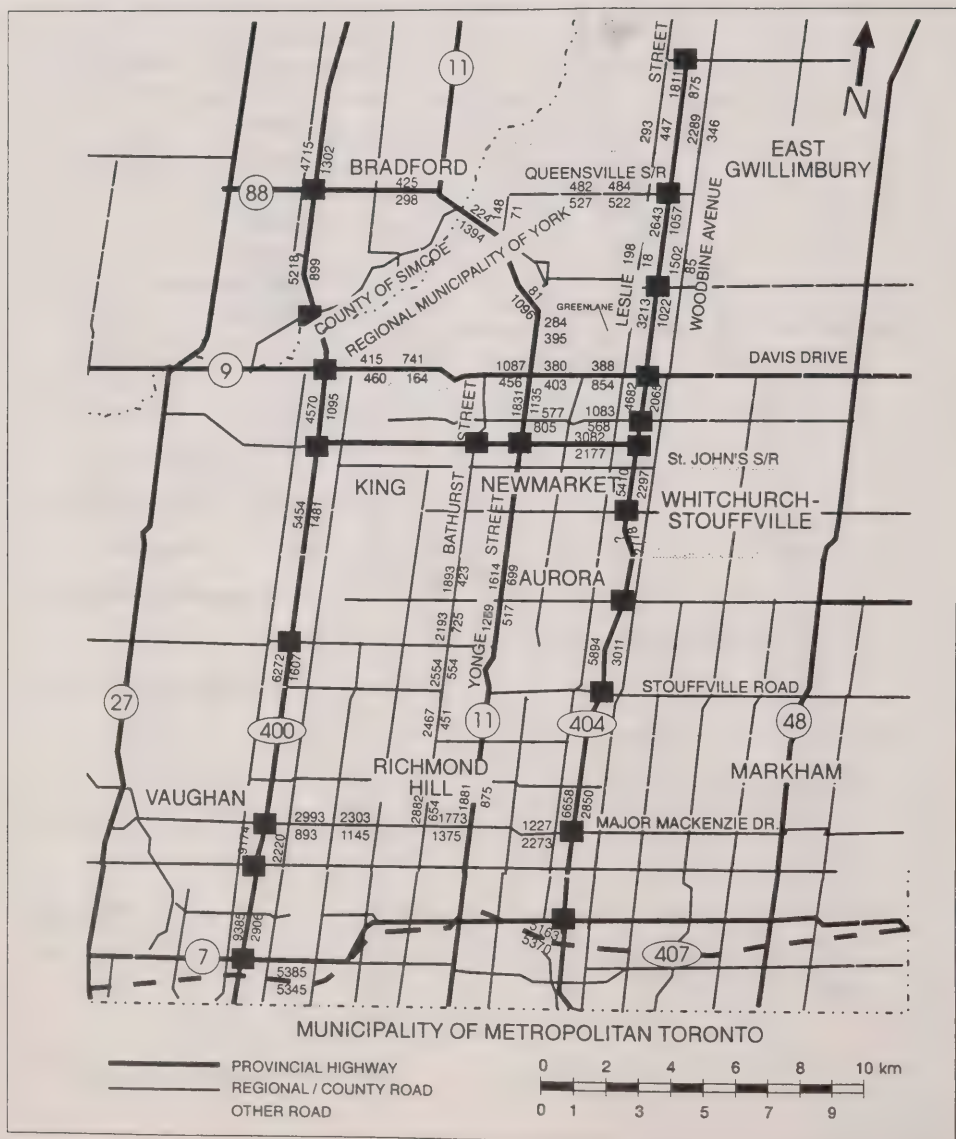 11
STREET
1811
875
293
447
2289
346
EAST
GWILLIMBURY
N
4715
1302
BRADFORD
QUEENSVILLE S/R
88
425
298
482 484
527 522
224
1394
148
71
2643
1057
WOODBINE AVENUE
5218
899
COUNTY OF SIMCOE
REGIONAL MUNICIPALITY OF YORK
198
18
1502
85
LESLIE
81
1096
GREENLANE
284
395
3213
1022
DAVIS DRIVE
9
415 741
460 164
1087 380 388
456 403 854
4570
1095
1831
1135
577
805
1083
568
4682
2065
STREET
3082
2177
St. JOHN'S S/R
KING
BATHURST
NEWMARKET
5410
2297
WHITCHURCH-
STOUFFVILLE
5454
1481
STREET
2118
1893
423
1614
699
AURORA
2193
725
1259
517
6272
1607
2554
554
YONGE
5894
3011
STOUFFVILLE ROAD
27
400
2467
451
11
404
48
RICHMOND
HILL
MARKHAM
VAUGHAN
2882
654
1881
875
6658
2850
2993 2303
893 1145
1773
1375
1227
2273
MAJOR MACKENZIE DR.
9174
2220
9385
2906
5163
5370
407
7
5385
5345
MUNICIPALITY OF METROPOLITAN TORONTO
PROVINCIAL HIGHWAY
REGIONAL / COUNTY ROAD
OTHER ROAD
0 2 4 6 8 10 km
0 1 3 5 7 9